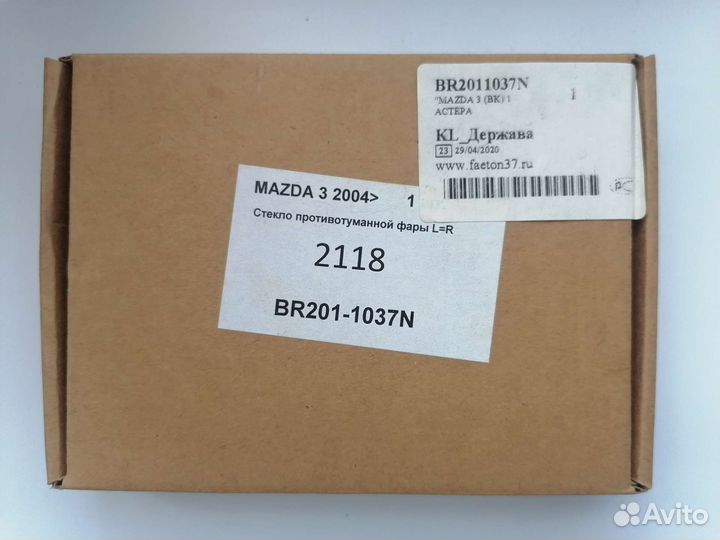 BR2011037N
"MAZDA 3 (BK) 1 1
АСТЕРА
KL_Держава
23 29/04/2020
www.faeton37.ru
MAZDA 3 2004> 1
Стекло противотуманной фары L=R
2118
BR201-1037N
Avito